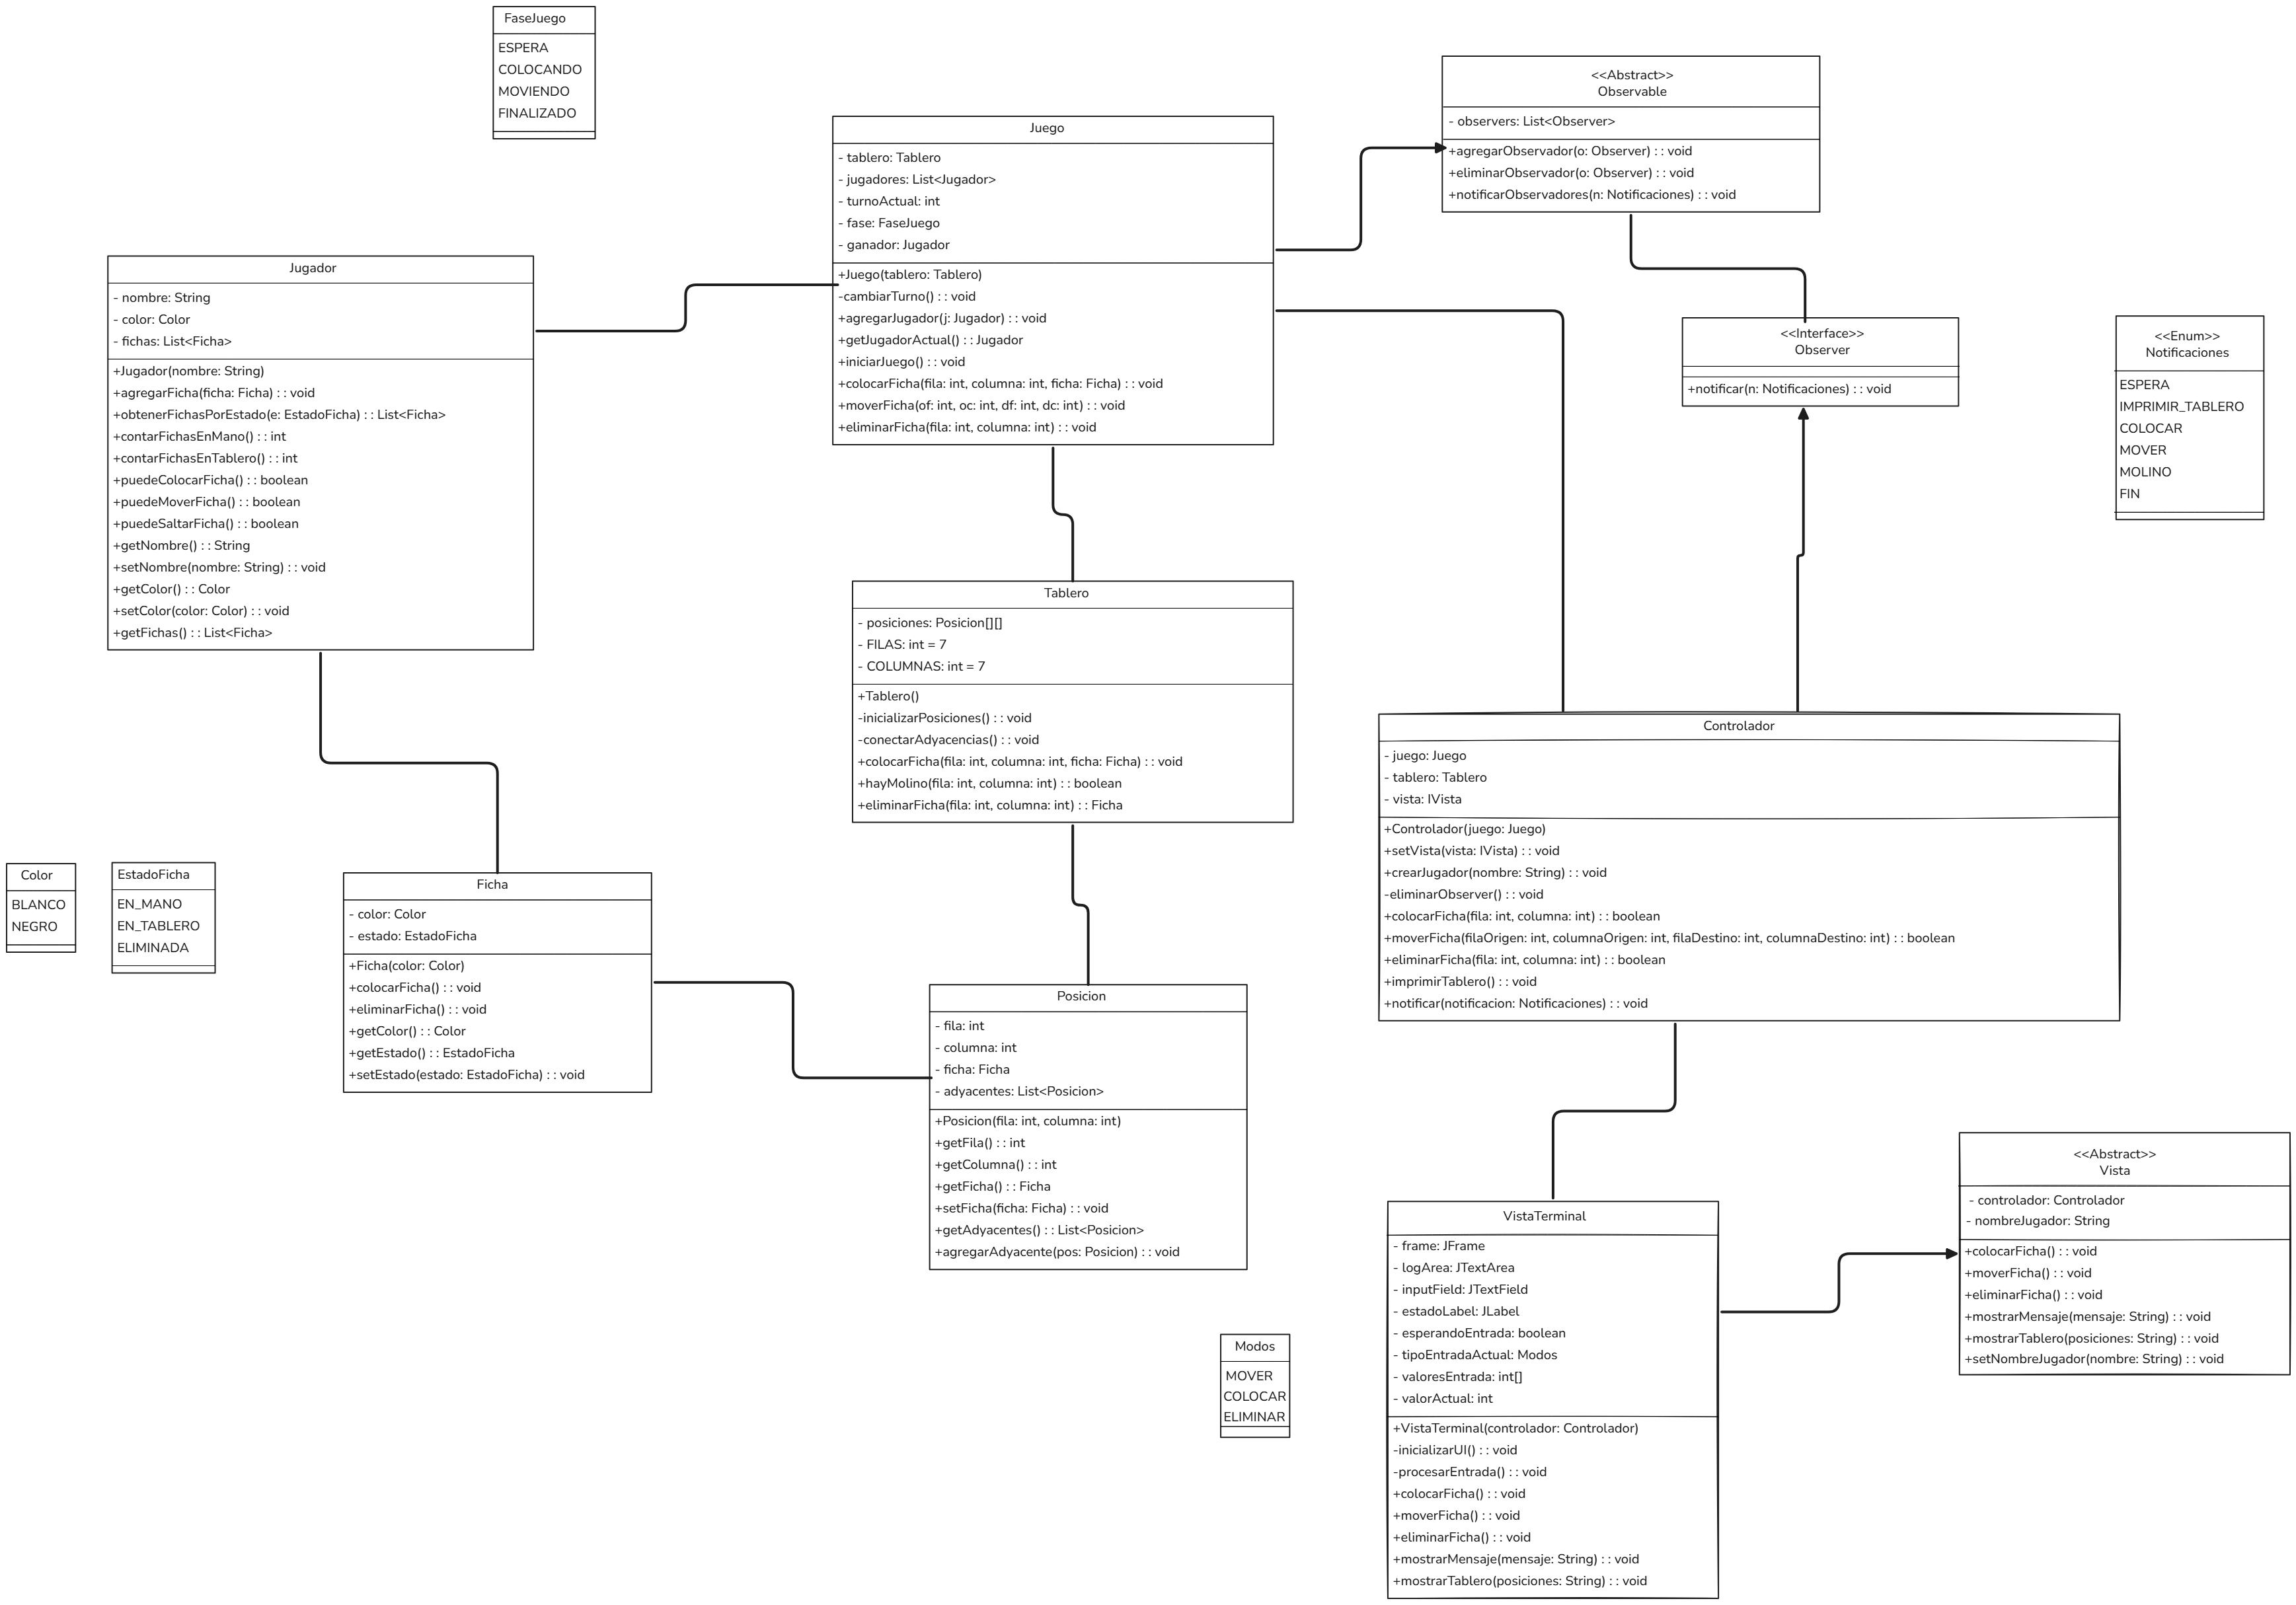 FaseJuego
ESPERA
COLOCANDO
MOVIENDO
FINALIZADO
<<Abstract>>
Observable
- observers: List<Observer>
+agregarObservador(o: Observer) : : void
+eliminarObservador(o: Observer) : : void
+notificarObservadores(n: Notificaciones) : : void
Juego
- tablero: Tablero
- jugadores: List<Jugador>
- turnoActual: int
- fase: FaseJuego
- ganador: Jugador
+Juego(tablero: Tablero)
-cambiarTurno() : : void
+agregarJugador(j: Jugador) : : void
+getJugadorActual() : : Jugador
+iniciarJuego() : : void
+colocarFicha(fila: int, columna: int, ficha: Ficha) : : void
+moverFicha(of: int, oc: int, df: int, dc: int) : : void
+eliminarFicha(fila: int, columna: int) : : void
Jugador
- nombre: String
- color: Color
- fichas: List<Ficha>
+Jugador(nombre: String)
+agregarFicha(ficha: Ficha) : : void
+obtenerFichasPorEstado(e: EstadoFicha) : : List<Ficha>
+contarFichasEnMano() : : int
+contarFichasEnTablero() : : int
+puedeColocarFicha() : : boolean
+puedeMoverFicha() : : boolean
+puedeSaltarFicha() : : boolean
+getNombre() : : String
+setNombre(nombre: String) : : void
+getColor() : : Color
+setColor(color: Color) : : void
+getFichas() : : List<Ficha>
<<Interface>>
Observer
+notificar(n: Notificaciones) : : void
<<Enum>>
Notificaciones
ESPERA
IMPRIMIR_TABLERO
COLOCAR
MOVER
MOLINO
FIN
Tablero
- posiciones: Posicion[][]
- FILAS: int = 7
- COLUMNAS: int = 7
+Tablero()
-inicializarPosiciones() : : void
-conectarAdyacencias() : : void
+colocarFicha(fila: int, columna: int, ficha: Ficha) : : void
+hayMolino(fila: int, columna: int) : : boolean
+eliminarFicha(fila: int, columna: int) : : Ficha
Controlador
- juego: Juego
- tablero: Tablero
- vista: IVista
+Controlador(juego: Juego)
+setVista(vista: IVista) : : void
+crearJugador(nombre: String) : : void
-eliminarObserver() : : void
+colocarFicha(fila: int, columna: int) : : boolean
+moverFicha(filaOrigen: int, columnaOrigen: int, filaDestino: int, columnaDestino: int) : : boolean
+eliminarFicha(fila: int, columna: int) : : boolean
+imprimirTablero() : : void
+notificar(notificacion: Notificaciones) : : void
Color
BLANCO
NEGRO
EstadoFicha
EN_MANO
EN_TABLERO
ELIMINADA
Ficha
- color: Color
- estado: EstadoFicha
+Ficha(color: Color)
+colocarFicha() : : void
+eliminarFicha() : : void
+getColor() : : Color
+getEstado() : : EstadoFicha
+setEstado(estado: EstadoFicha) : : void
Posicion
- fila: int
- columna: int
- ficha: Ficha
- adyacentes: List<Posicion>
+Posicion(fila: int, columna: int)
+getFila() : : int
+getColumna() : : int
+getFicha() : : Ficha
+setFicha(ficha: Ficha) : : void
+getAdyacentes() : : List<Posicion>
+agregarAdyacente(pos: Posicion) : : void
<<Abstract>>
Vista
- controlador: Controlador
- nombreJugador: String
+colocarFicha() : : void
+moverFicha() : : void
+eliminarFicha() : : void
+mostrarMensaje(mensaje: String) : : void
+mostrarTablero(posiciones: String) : : void
+setNombreJugador(nombre: String) : : void
VistaTerminal
- frame: JFrame
- logArea: JTextArea
- inputField: JTextField
- estadoLabel: JLabel
- esperandoEntrada: boolean
- tipoEntradaActual: Modos
- valoresEntrada: int[]
- valorActual: int
+VistaTerminal(controlador: Controlador)
-inicializarUI() : : void
-procesarEntrada() : : void
+colocarFicha() : : void
+moverFicha() : : void
+eliminarFicha() : : void
+mostrarMensaje(mensaje: String) : : void
+mostrarTablero(posiciones: String) : : void
Modos
MOVER
COLOCAR
ELIMINAR